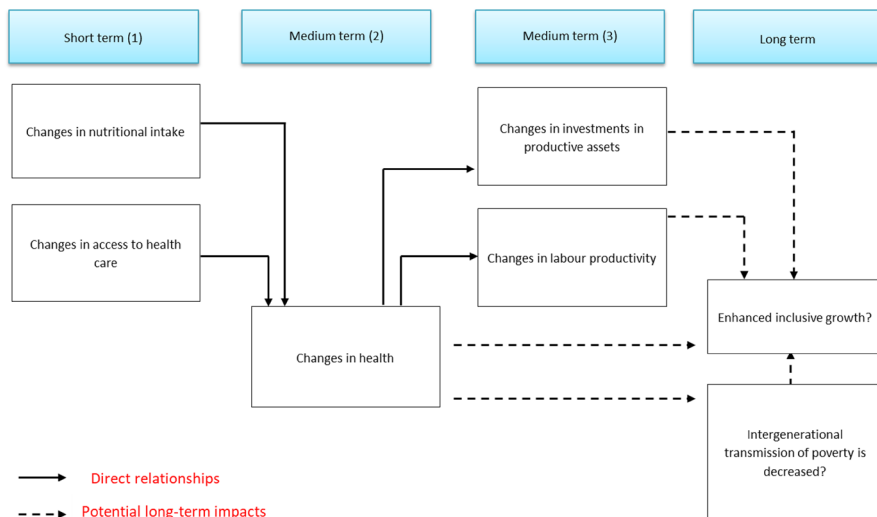 Short term (1)
Medium term (2)
Medium term (3)
Long term
Changes in nutritional intake
Changes in investments in
productive assets
Changes in access to health
care
Changes in labour productivity
Enhanced inclusive growth?
Changes in health
Intergenerational
transmission of poverty is
decreased?
Direct relationships
Potential long-term impacts